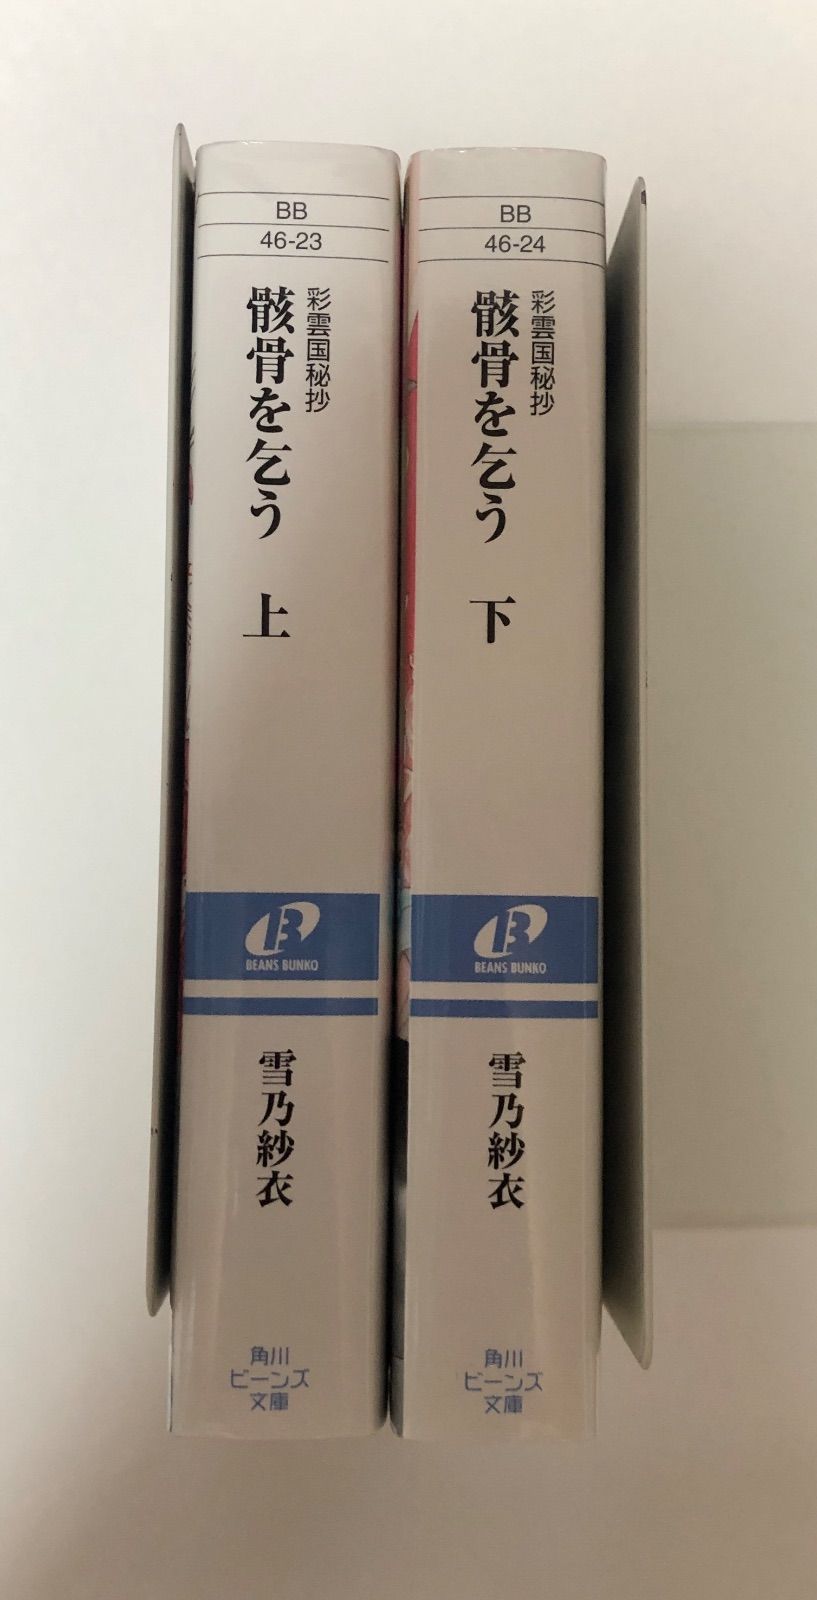 BB
46-23
彩雲国秘抄
骸骨を乞う 上
BEANS BUNKO
雪乃紗衣
角川
ビーンズ
文庫
BB
46-24
彩雲国秘抄
骸骨を乞う 下
BEANS BUNKO
雪乃紗衣
角川
ビーンズ
文庫